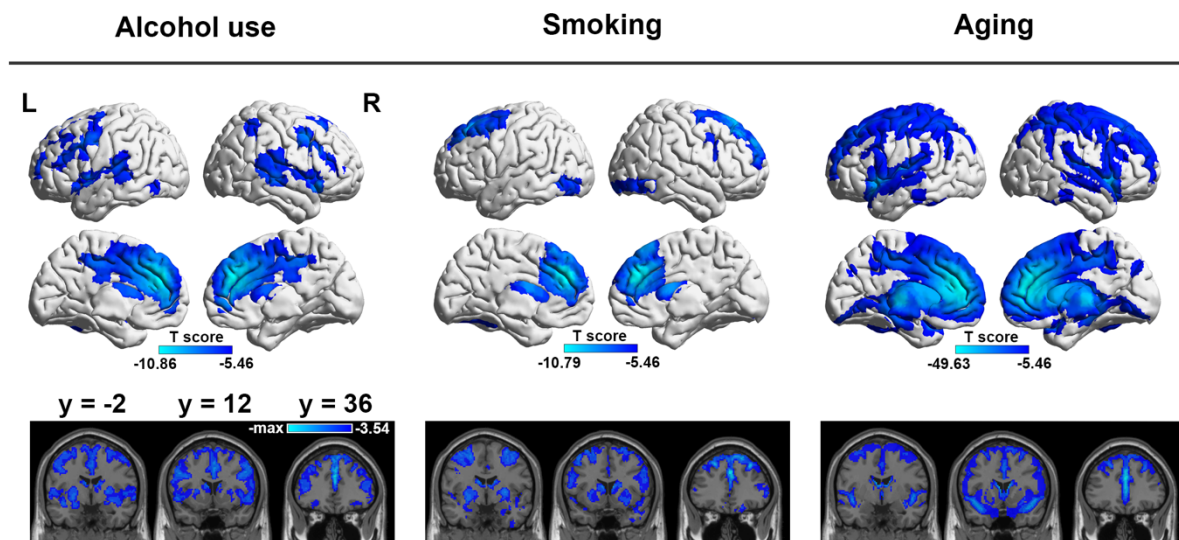 Alcohol use
Smoking
Aging
L
R
T score
-10.86 -5.46
T score
-10.79 -5.46
T score
-49.63 -5.46
y = -2 y = 12 y = 36
-max -3.54